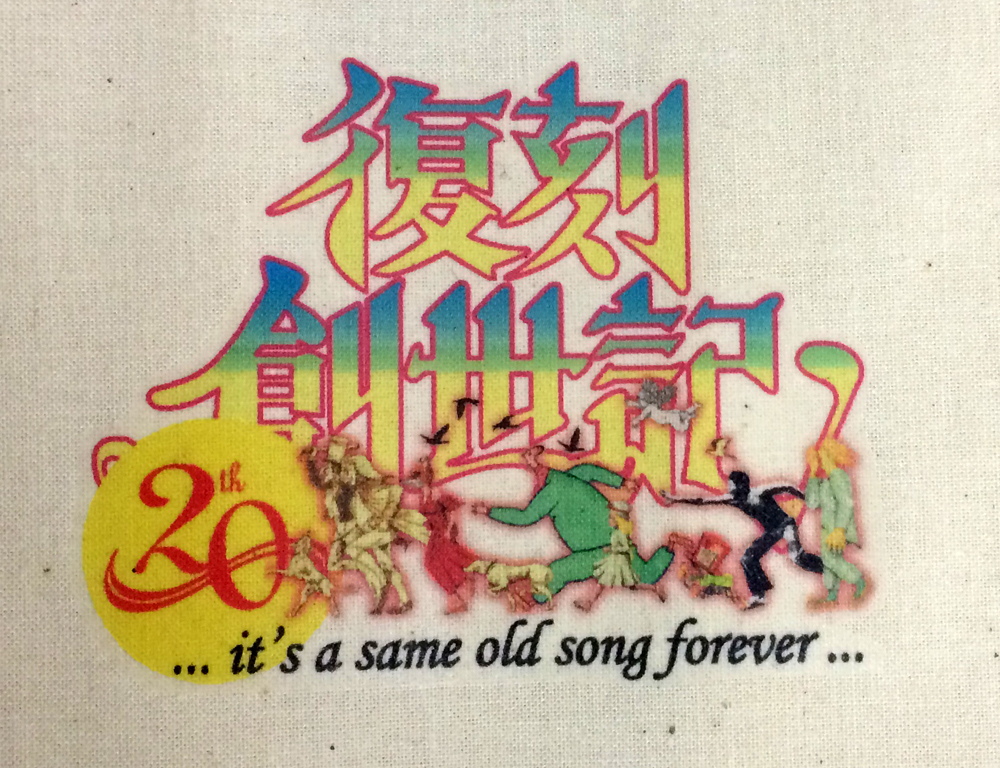 復刻
創世記
20th
... it's a same old song forever ...